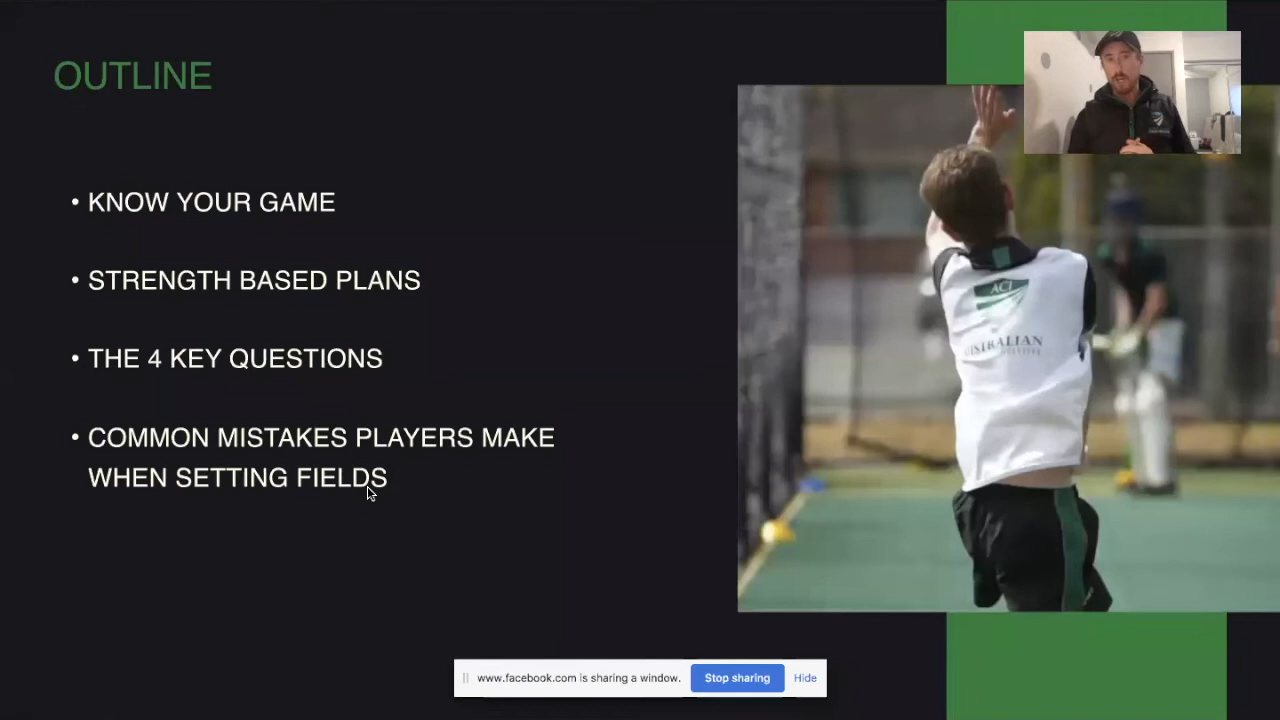 OUTLINE
• KNOW YOUR GAME
• STRENGTH BASED PLANS
• THE 4 KEY QUESTIONS
• COMMON MISTAKES PLAYERS MAKE
WHEN SETTING FIELDS
ACI
www.facebook.com is sharing a window.
Stop sharing
Hide